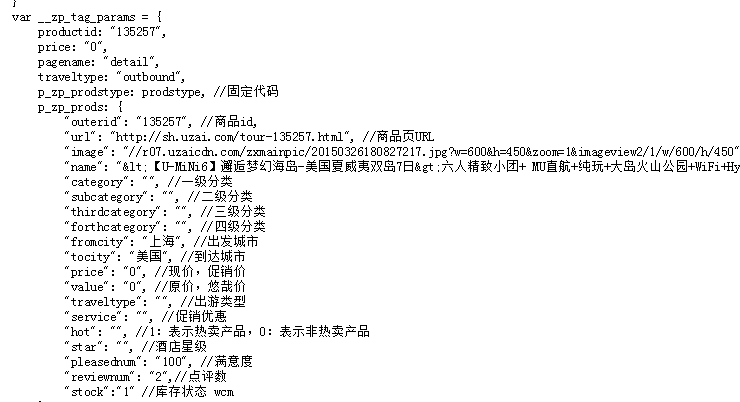 }
var __zp_tag_params = {
productid: "135257",
price: "0",
pagename: "detail",
traveltype: "outbound",
p_zp_prodstype: prodstype, //固定代码
p_zp_prods: {
"outerid": "135257", //商品id,
"url": "http://sh.uzai.com/tour-135257.html", //商品页URL
"image": "//r07.uzaicdn.com/zxmainpic/20150326180827217.jpg?w=600&h=450&zoom=1&imageview2/1/w/600/h/450"
"name": "&lt;【U-MiNi6】邂逅梦幻海岛-美国夏威夷双岛7日&gt;六人精致小团+ MU直航+纯玩+大岛火山公园+WiFi+Hy
"category": "", //一级分类
"subcategory": "", //二级分类
"thirdcategory": "", //三级分类
"forthcategory": "", //四级分类
"fromcity": "上海", //出发城市
"tocity": "美国", //到达城市
"price": "0", //现价，促销价
"value": "0", //原价，悠哉价
"traveltype": "", //出游类型
"service": "", //促销优惠
"hot": "", //1：表示热卖产品，0：表示非热卖产品
"star": "", //酒店星级
"pleasednum": "100", //满意度
"reviewnum": "2",//点评数
"stock":"1" //库存状态 wcm